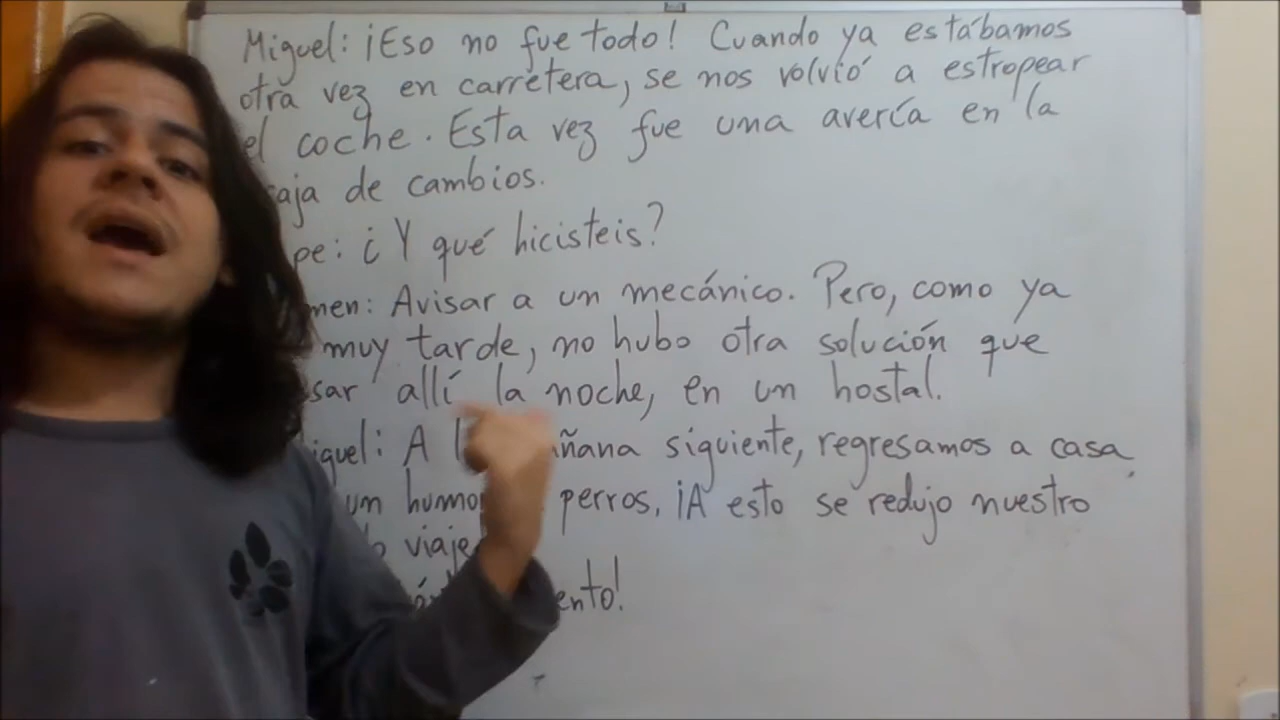 Miguel: ¡Eso no fue todo! Cuando ya estábamos
otra vez en carretera, se nos volvió a estropear
el coche. Esta vez fue una avería en la
caja de cambios.
pe: ¿Y qué hicisteis?
men: Avisar a un mecánico. Pero, como ya
muy tarde, no hubo otra solución que
sar allí la noche, en un hostal.
iguel: A ñana siguiente, regresamos a casa
un humo perros. ¡A esto se redujo nuestro
viaje
ento!